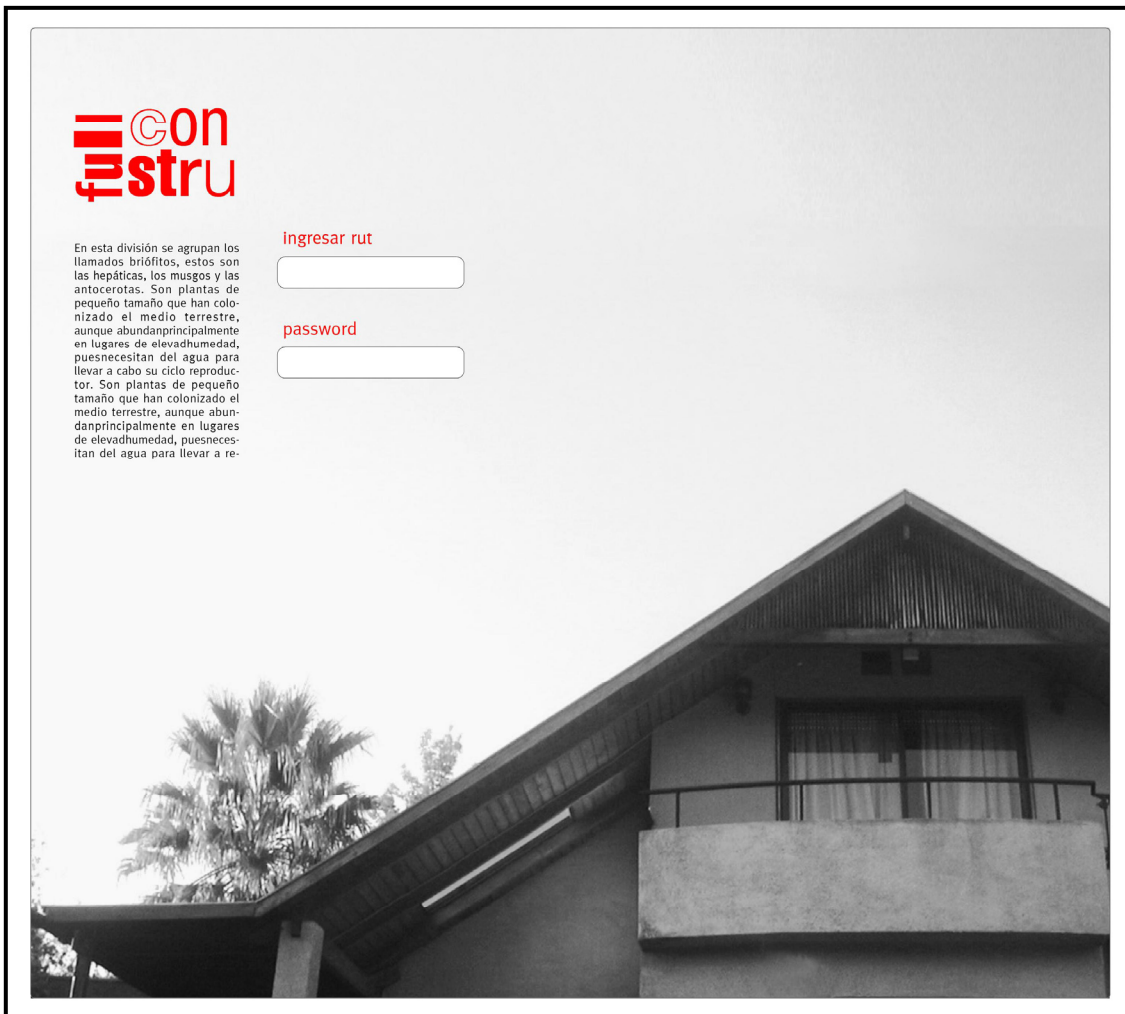 full
con
stru
En esta división se agrupan los
llamados briófitos, estos son
las hepáticas, los musgos y las
antocerotas. Son plantas de
pequeño tamaño que han colo-
nizado el medio terrestre,
aunque abundanprincipalmente
en lugares de elevadhumedad,
puesnecesitan del agua para
llevar a cabo su ciclo reproduc-
tor. Son plantas de pequeño
tamaño que han colonizado el
medio terrestre, aunque abun-
danprincipalmente en lugares
de elevadhumedad, puesneces-
itan del agua para llevar a re-
ingresar rut
password